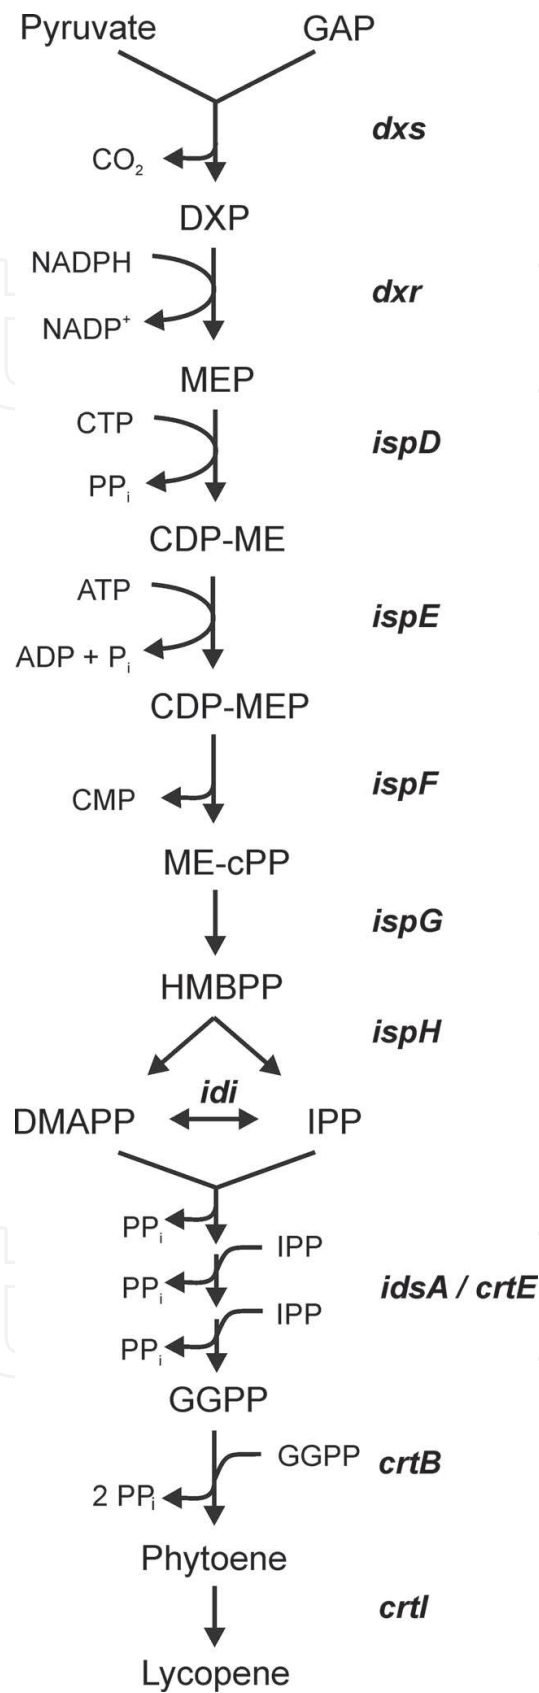 Pyruvate GAP
dxs
CO2
DXP
NADPH
dxr
NADP+
MEP
CTP
ispD
PPi
CDP-ME
ATP
ispE
ADP + Pi
CDP-MEP
ispF
CMP
ME-cPP
ispG
HMBPP
ispH
idi
DMAPP IPP
PPi
IPP
PPi
idsA / crtE
IPP
PPi
GGPP
GGPP crtB
2 PPi
Phytoene
crtI
Lycopene